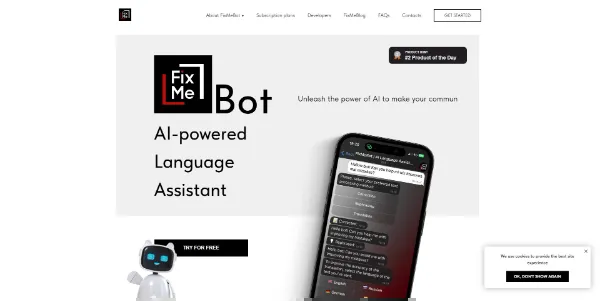 About FixMeBot
Subscription plans
Developers
FixMeBlog
FAQs
Contacts
GET STARTED
PRODUCT HUNT
#2 Product of the Day
Fix
Me
Bot
Unleash the power of AI to make your commun
AI-powered
Language
Assistant
TRY FOR FREE
We use cookies to provide the best site
experience
OK, DON'T SHOW AGAIN